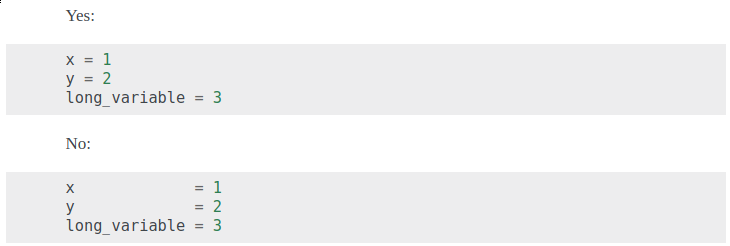 Yes:
x = 1
y = 2
long_variable = 3
No:
x             = 1
y             = 2
long_variable = 3